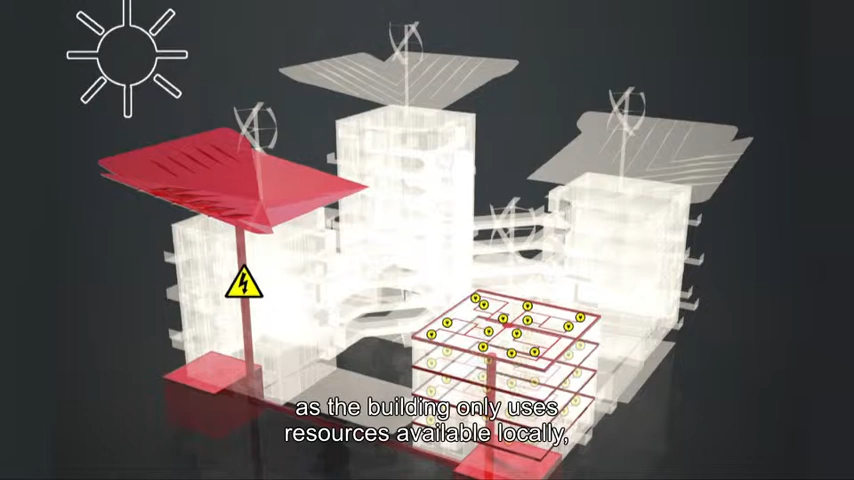 as the building only uses
resources available locally,